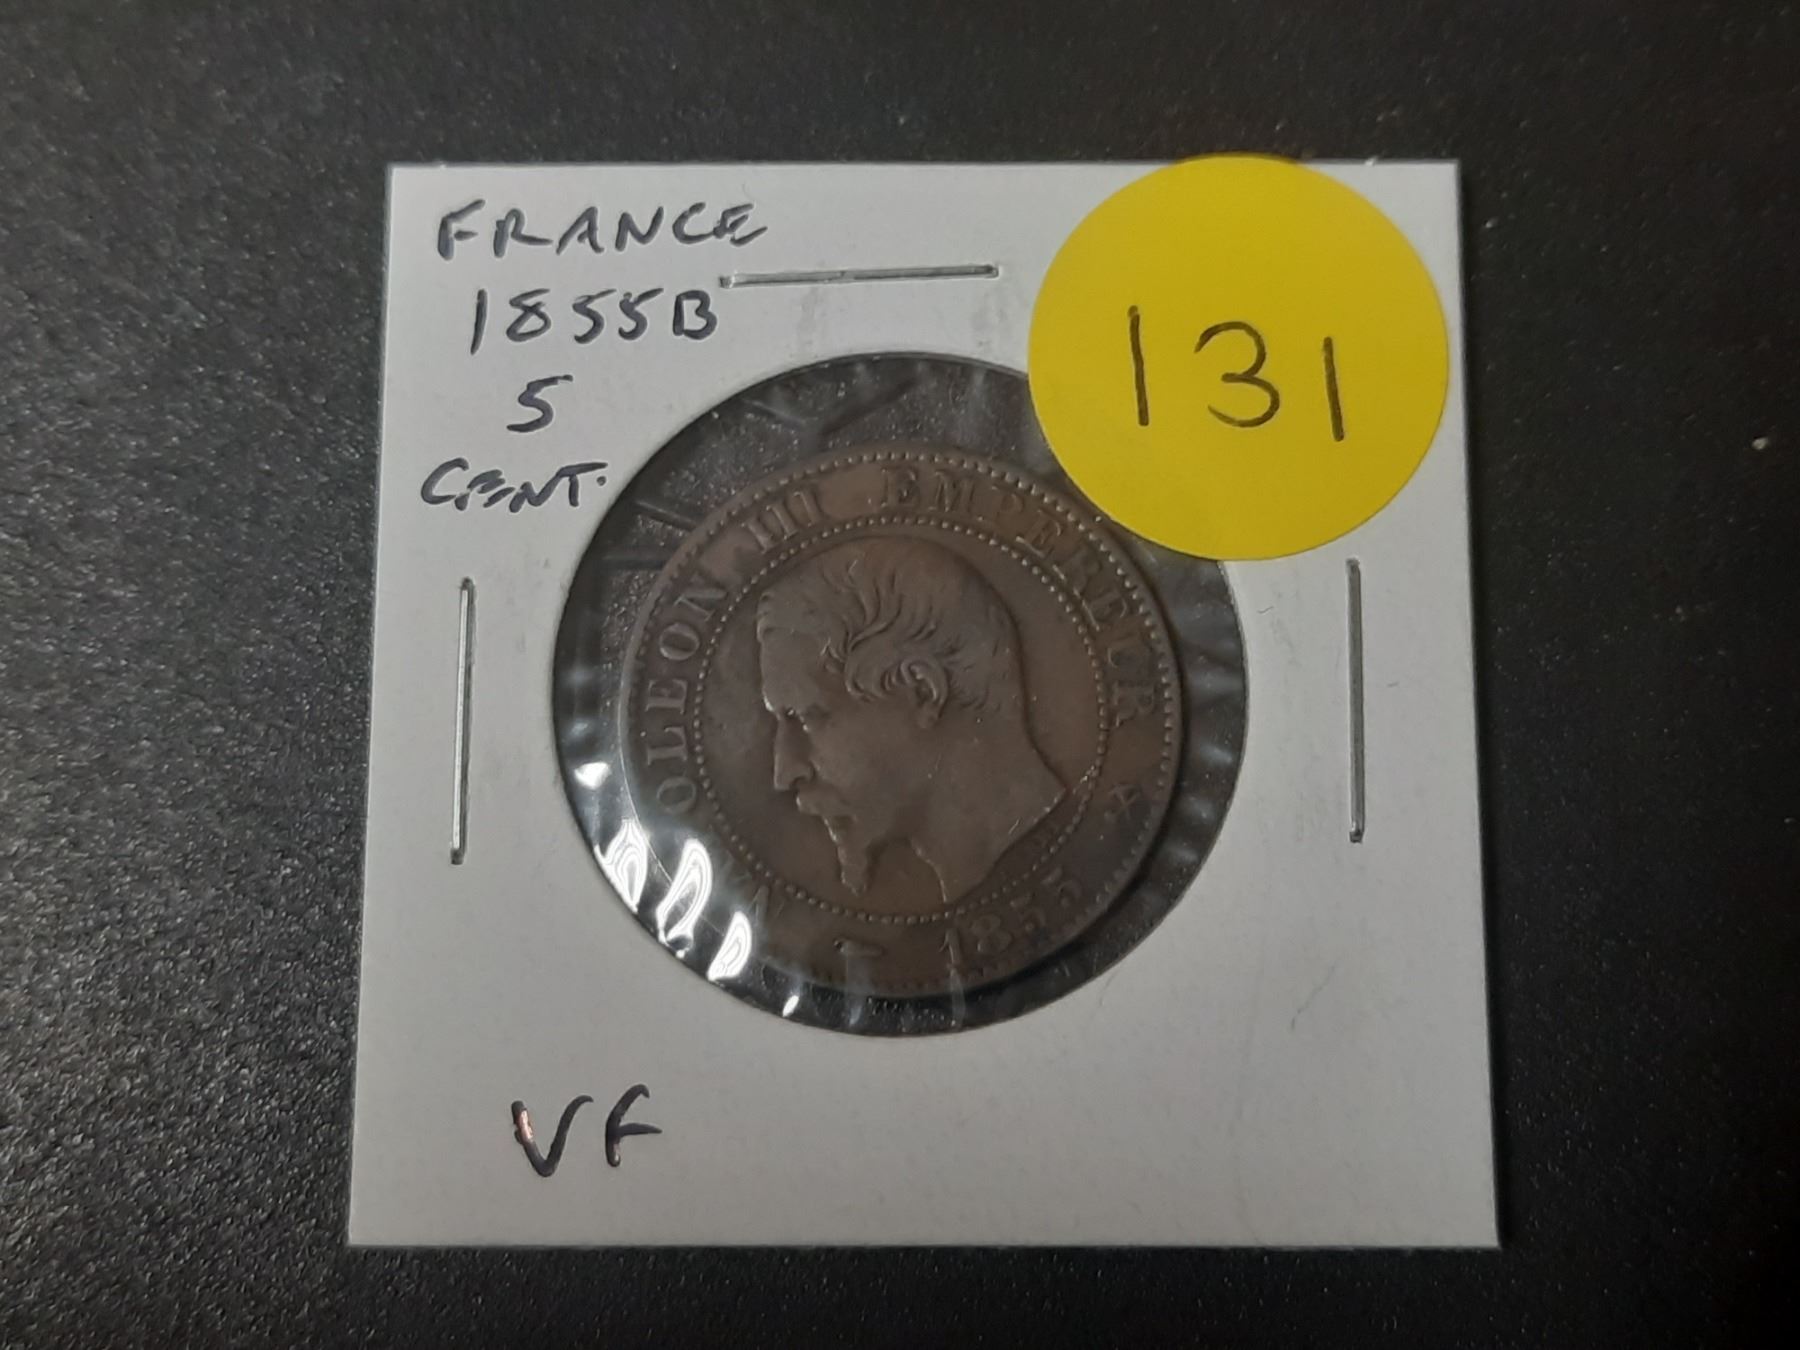 FRANCE
1855B
5
CENT.
131
NAPOLEON III EMPEREUR
1855
VF